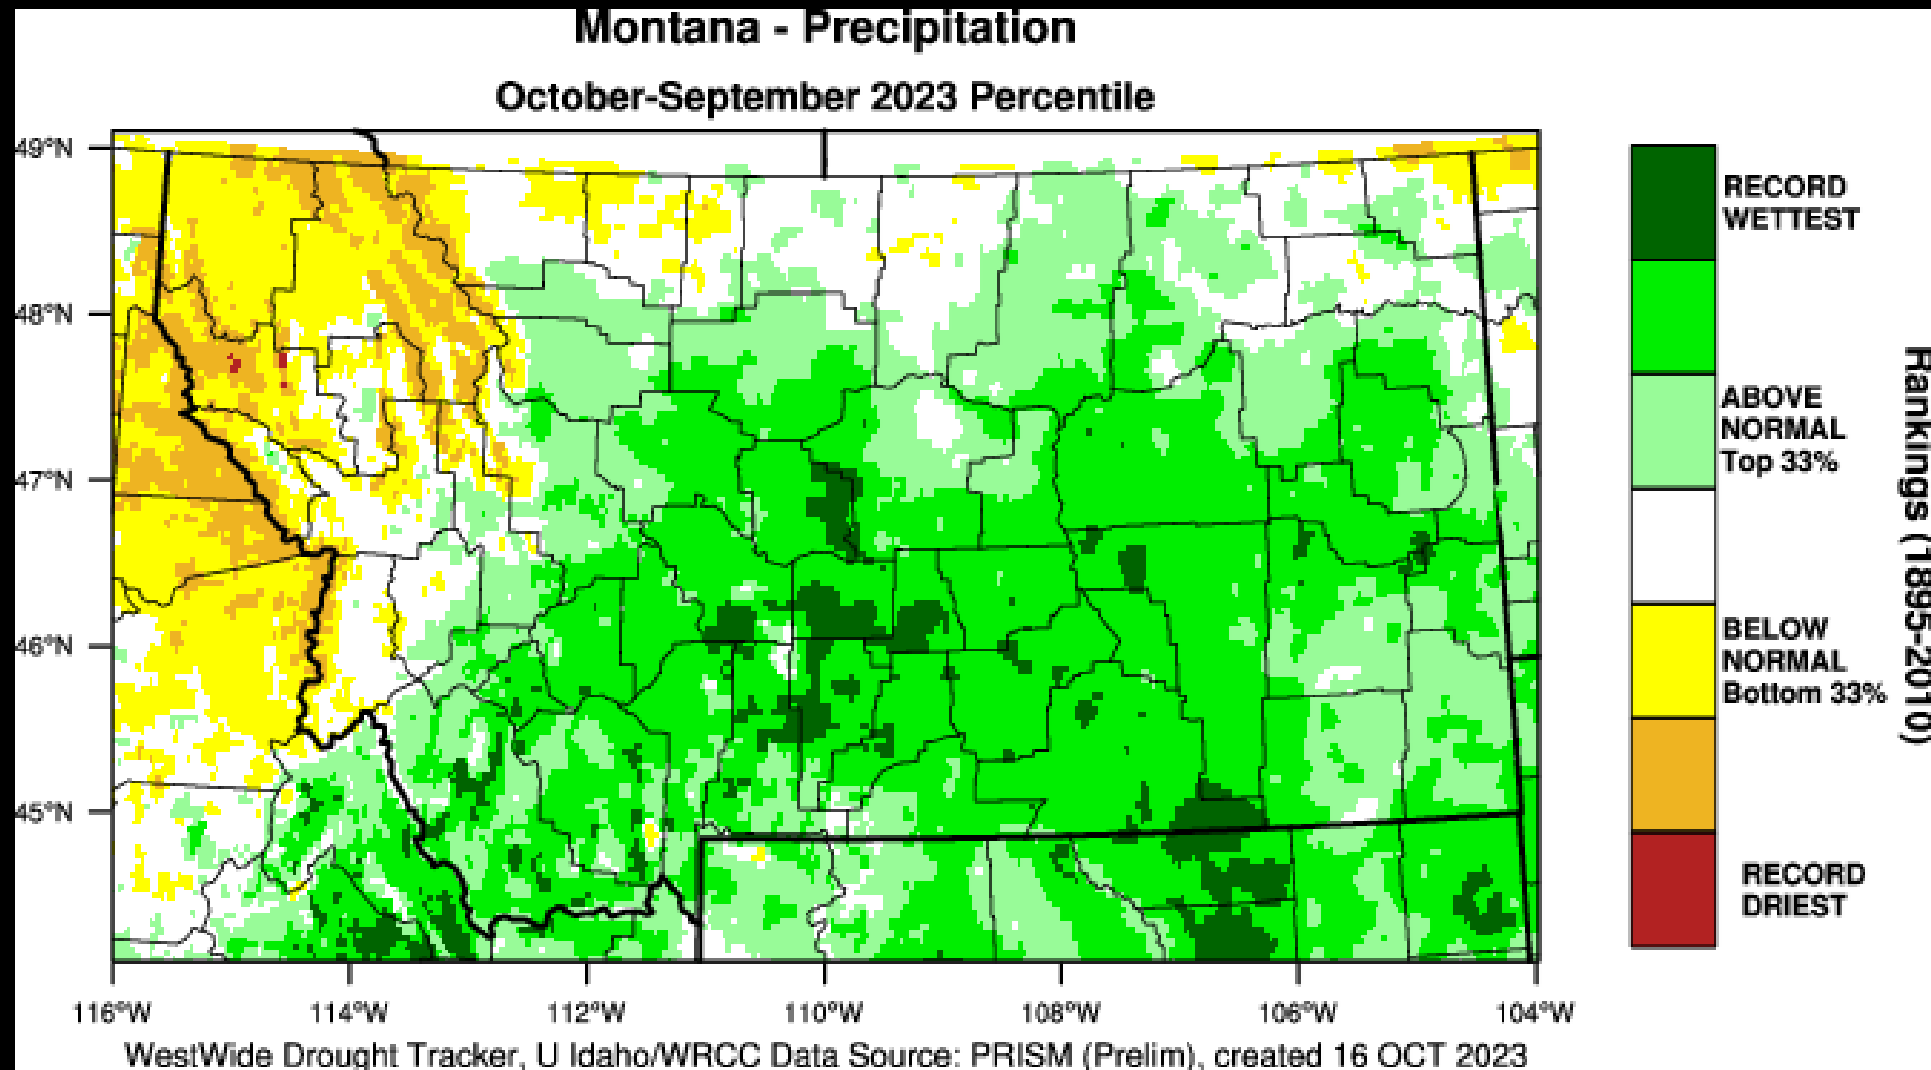 Montana - Precipitation
October-September 2023 Percentile
49°N
48°N
47°N
46°N
45°N
116°W
114°W
112°W
110°W
108°W
106°W
104°W
RECORD
WETTEST
ABOVE
NORMAL
Top 33%
BELOW
NORMAL
Bottom 33%
RECORD
DRIEST
Rankings (1895-2010)
WestWide Drought Tracker, U Idaho/WRCC Data Source: PRISM (Prelim), created 16 OCT 2023